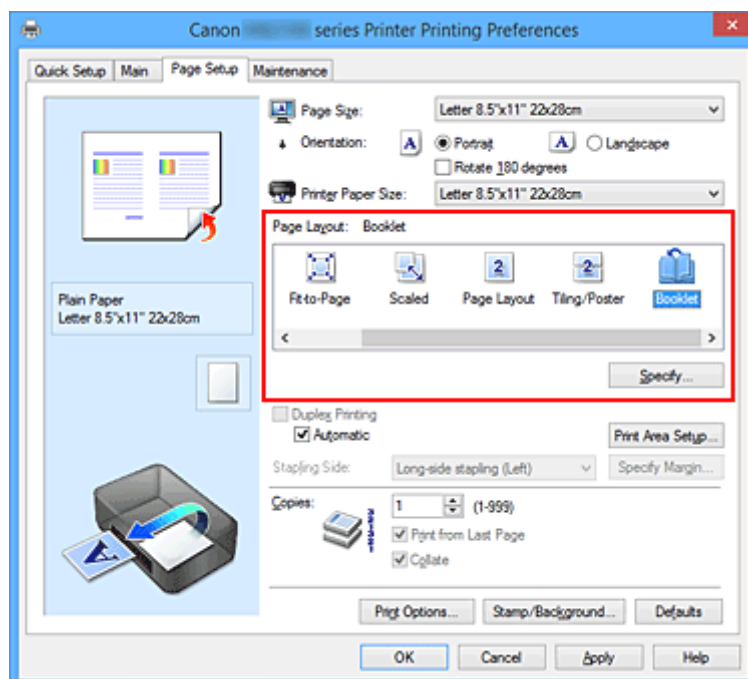 Canon series Printer Printing Preferences
Quick Setup Main Page Setup Maintenance
Page Size: Letter 8.5"x11" 22x28cm
Orientation: A Portrait A Landscape
Rotate 180 degrees
Printer Paper Size: Letter 8.5"x11" 22x28cm
Page Layout: Booklet
Fit-to-Page Scaled Page Layout Tiling/Poster Booklet
Specify...
Plain Paper
Letter 8.5"x11" 22x28cm
Duplex Printing
Automatic Print Area Setup...
Stapling Side: Long-side stapling (Left) Specify Margin...
Copies: 1 (1-999)
Print from Last Page
Collate
Print Options... Stamp/Background... Defaults
OK Cancel Apply Help